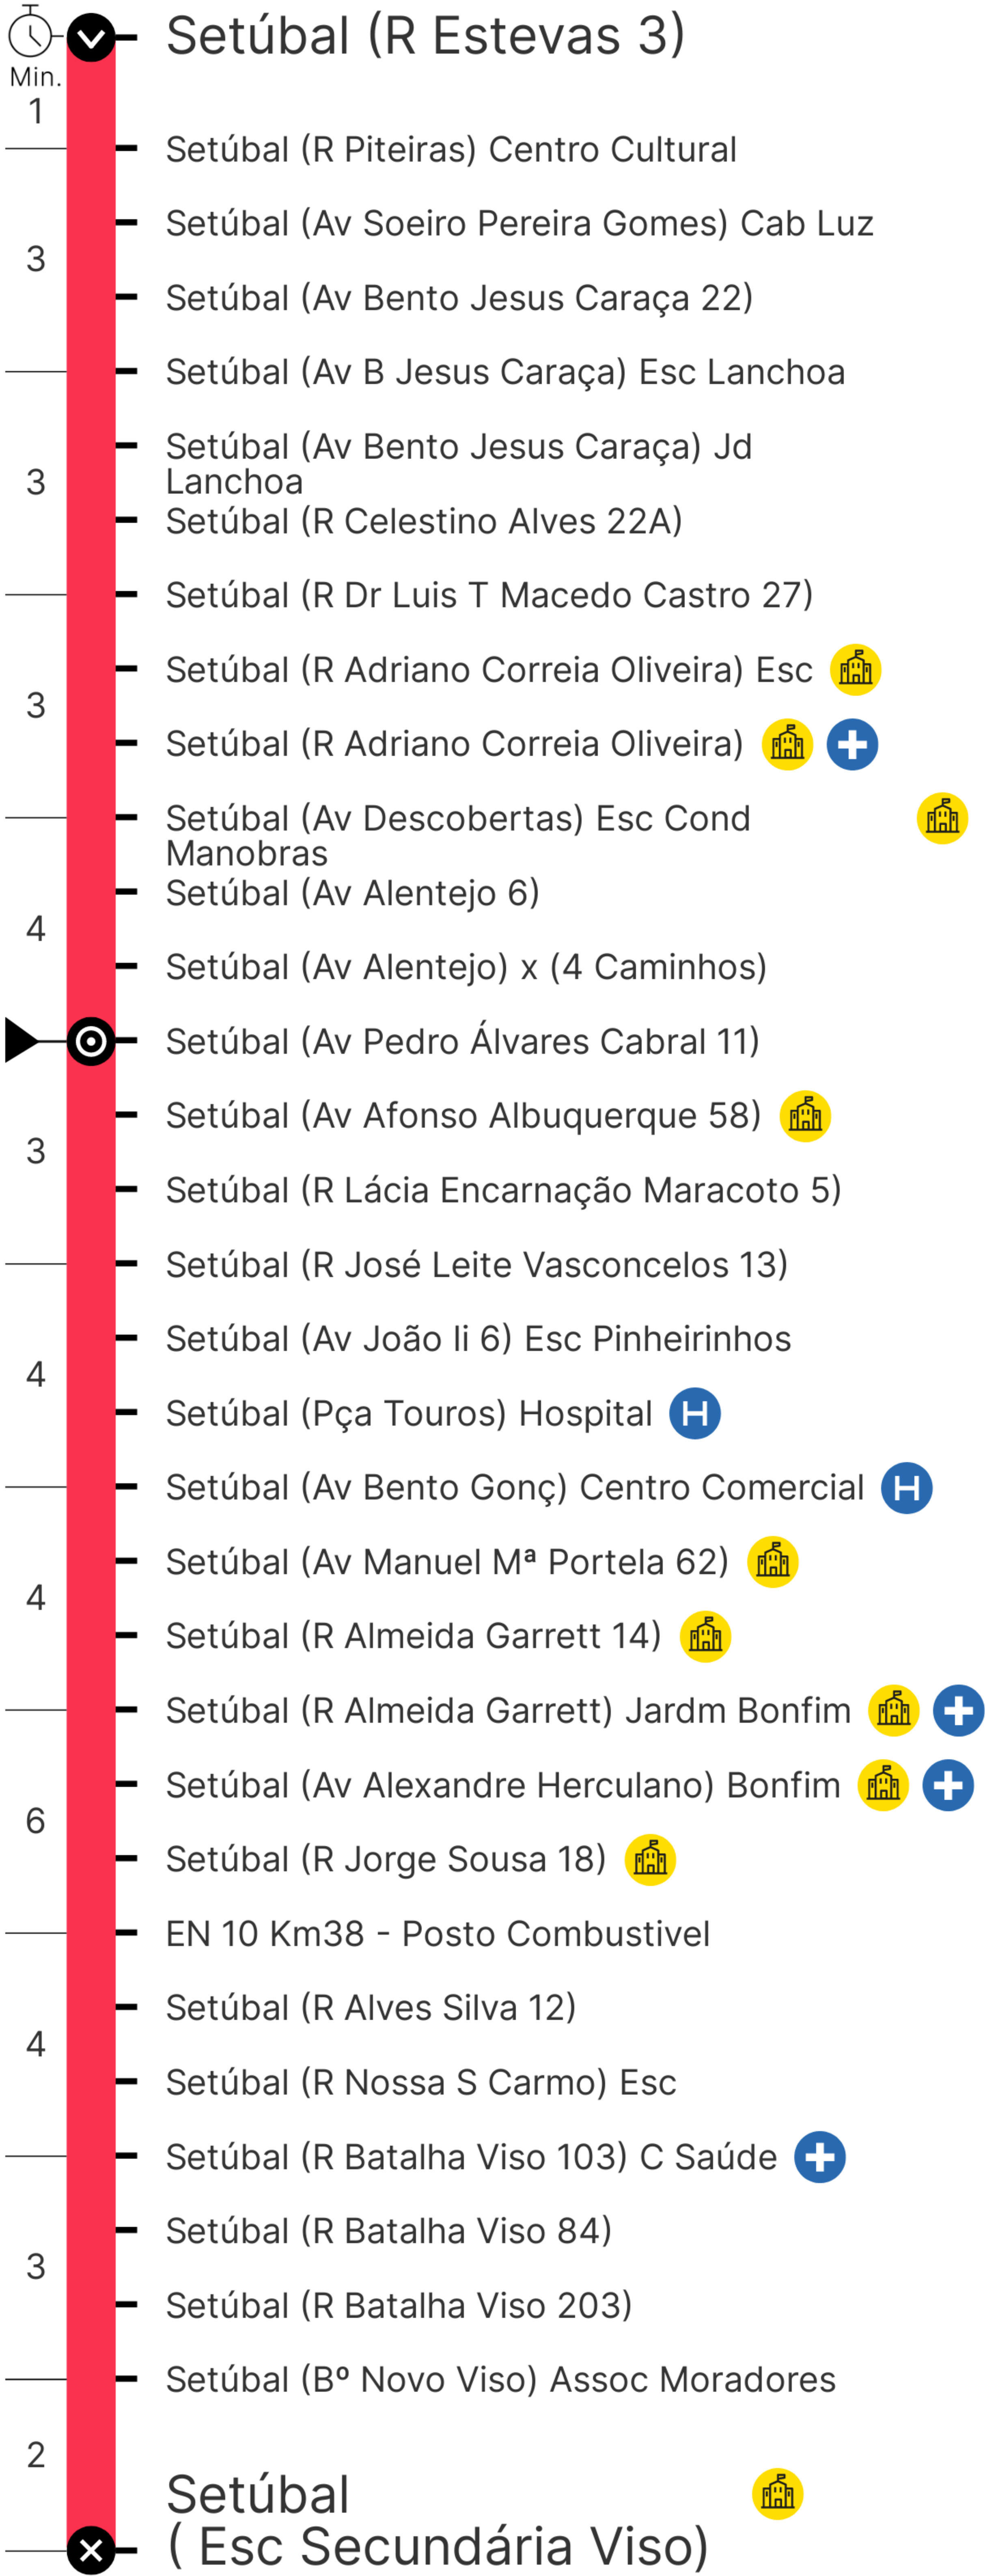 Setúbal (R Estevas 3)
Min.
1
Setúbal (R Piteiras) Centro Cultural
Setúbal (Av Soeiro Pereira Gomes) Cab Luz
3
Setúbal (Av Bento Jesus Caraça 22)
Setúbal (Av B Jesus Caraça) Esc Lanchoa
Setúbal (Av Bento Jesus Caraça) Jd
Lanchoa
3
Setúbal (R Celestino Alves 22A)
Setúbal (R Dr Luis T Macedo Castro 27)
Setúbal (R Adriano Correia Oliveira) Esc
3
Setúbal (R Adriano Correia Oliveira)
Setúbal (Av Descobertas) Esc Cond
Manobras
Setúbal (Av Alentejo 6)
4
Setúbal (Av Alentejo) x (4 Caminhos)
Setúbal (Av Pedro Álvares Cabral 11)
Setúbal (Av Afonso Albuquerque 58)
3
Setúbal (R Lácia Encarnação Maracoto 5)
Setúbal (R José Leite Vasconcelos 13)
Setúbal (Av João Ii 6) Esc Pinheirinhos
4
Setúbal (Pça Touros) Hospital H
Setúbal (Av Bento Gonç) Centro Comercial H
Setúbal (Av Manuel Mª Portela 62)
4
Setúbal (R Almeida Garrett 14)
Setúbal (R Almeida Garrett) Jardm Bonfim
Setúbal (Av Alexandre Herculano) Bonfim
6
Setúbal (R Jorge Sousa 18)
EN 10 Km38 - Posto Combustivel
Setúbal (R Alves Silva 12)
4
Setúbal (R Nossa S Carmo) Esc
Setúbal (R Batalha Viso 103) C Saúde
Setúbal (R Batalha Viso 84)
3
Setúbal (R Batalha Viso 203)
Setúbal (Bº Novo Viso) Assoc Moradores
2
Setúbal
( Esc Secundária Viso)